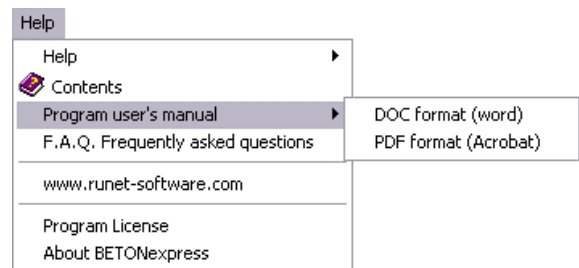 Help
Help
Contents
Program user's manual
DOC format (word)
PDF format (Acrobat)
F.A.Q. Frequently asked questions
www.runet-software.com
Program License
About BETONexpress